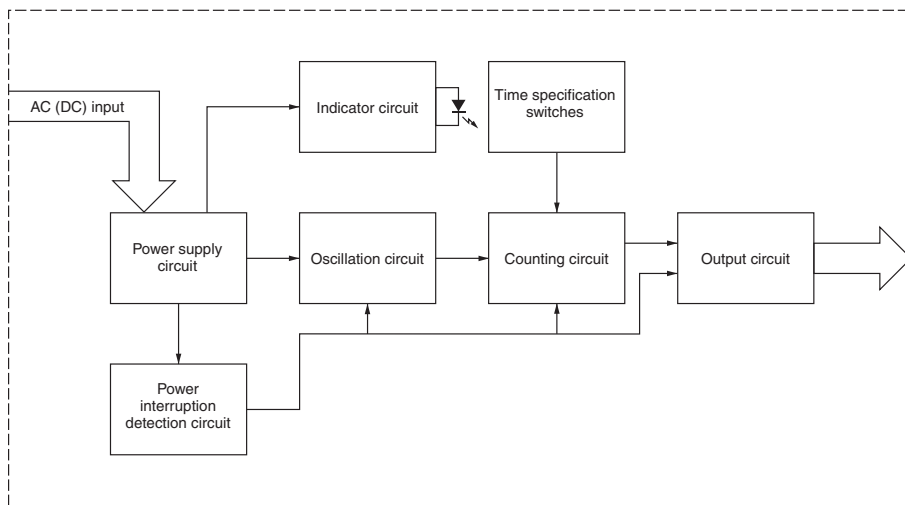 AC (DC) input
Indicator circuit
Time specification
switches
Power supply
circuit
Oscillation circuit
Counting circuit
Output circuit
Power
interruption
detection circuit